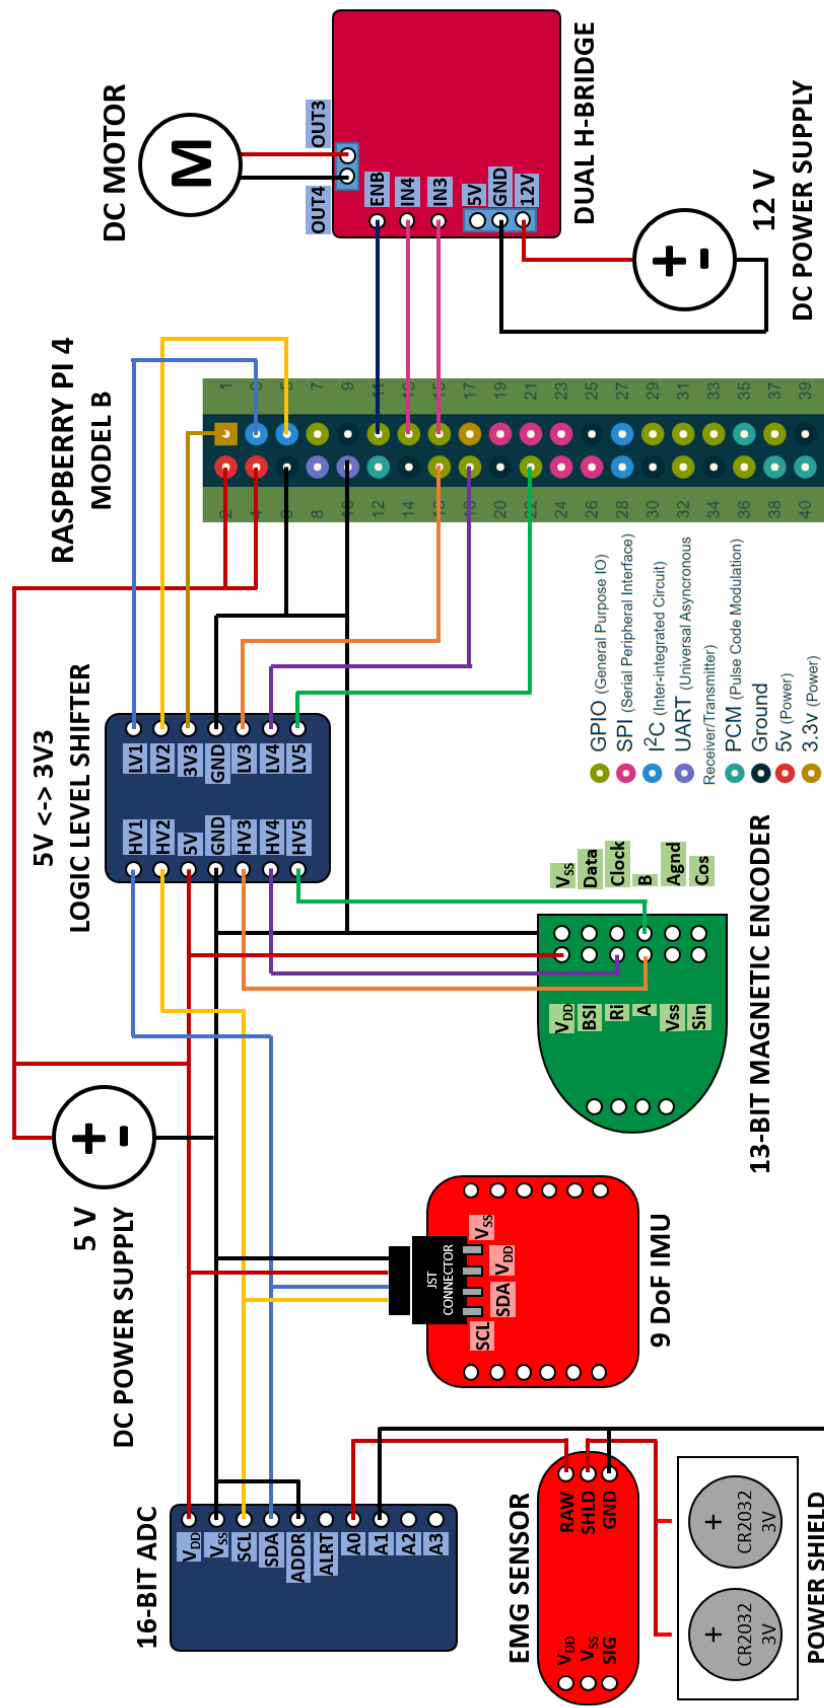 16-BIT ADC
VDD
VSS
SCL
SDA
ADDR
ALRT
A0
A1
A2
A3
EMG SENSOR
VDD
VSS
SIG
RAW
SHLD
GND
+
CR2032
3V
+
CR2032
3V
POWER SHIELD
5 V
DC POWER SUPPLY
+
-
JST
CONNECTOR
SCL
SDA
VDD
VSS
9 DoF IMU
5V <-> 3V3
LOGIC LEVEL SHIFTER
HV1
HV2
5V
GND
HV3
HV4
HV5
LV1
LV2
3V3
GND
LV3
LV4
LV5
VDD
BSI
Ri
A
Vss
Sin
VSS
Data
Clock
B
Agnd
Cos
13-BIT MAGNETIC ENCODER
GPIO (General Purpose IO)
SPI (Serial Peripheral Interface)
I2C (Inter-integrated Circuit)
UART (Universal Asyncronous
Receiver/Transmitter)
PCM (Pulse Code Modulation)
Ground
5v (Power)
3.3v (Power)
RASPBERRY PI 4
MODEL B
2
4
6
8
10
12
14
16
18
20
22
24
26
28
30
32
34
36
38
40
1
3
5
7
9
11
13
15
17
19
21
23
25
27
29
31
33
35
37
39
DC MOTOR
M
OUT4
OUT3
ENB
IN4
IN3
5V
GND
12V
DUAL H-BRIDGE
+
-
12 V
DC POWER SUPPLY